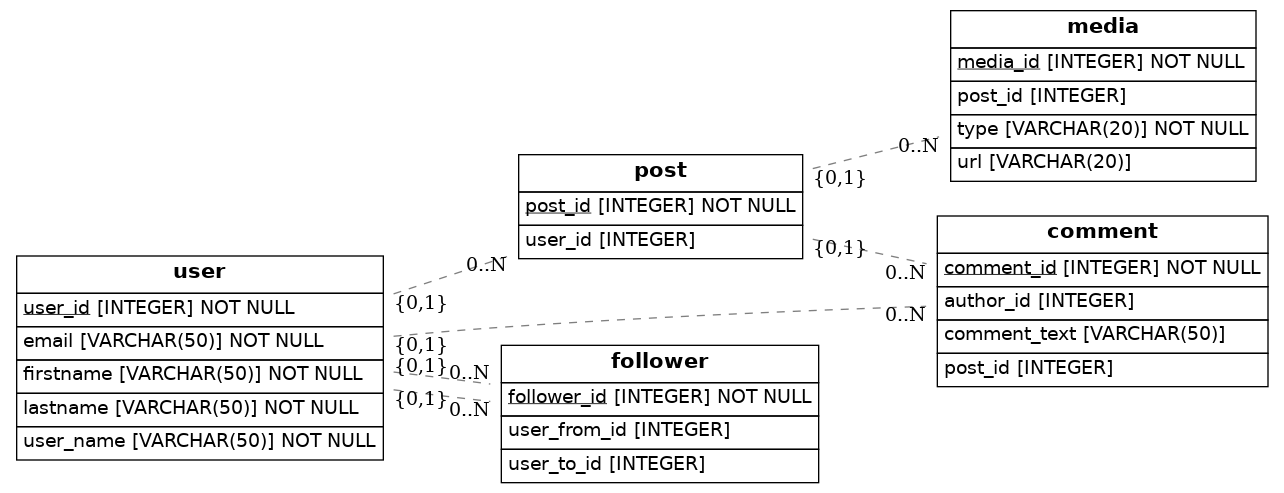 media
media_id [INTEGER] NOT NULL
post_id [INTEGER]
type [VARCHAR(20)] NOT NULL
url [VARCHAR(20)]
0..N
{0,1}
post
post_id [INTEGER] NOT NULL
user_id [INTEGER]
{0,1}
0..N
comment
comment_id [INTEGER] NOT NULL
author_id [INTEGER]
comment_text [VARCHAR(50)]
post_id [INTEGER]
0..N
0..N
{0,1}
user
user_id [INTEGER] NOT NULL
email [VARCHAR(50)] NOT NULL
firstname [VARCHAR(50)] NOT NULL
lastname [VARCHAR(50)] NOT NULL
user_name [VARCHAR(50)] NOT NULL
{0,1}
{0,1}
0..N
{0,1}
0..N
follower
follower_id [INTEGER] NOT NULL
user_from_id [INTEGER]
user_to_id [INTEGER]